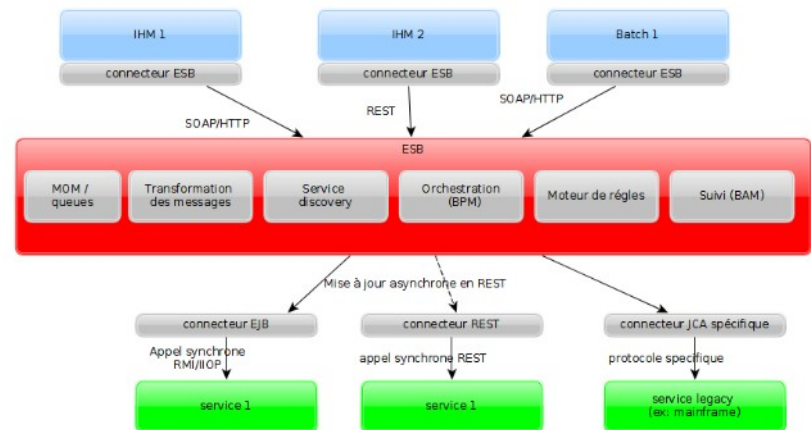 IHM 1
IHM 2
Batch 1
connecteur ESB
connecteur ESB
connecteur ESB
SOAP/HTTP
REST
SOAP/HTTP
ESB
MOM /
queues
Transformation
des messages
Service
discovery
Orchestration
(BPM)
Moteur de régles
Suivi (BAM)
Mise à jour asynchrone en REST
connecteur EJB
connecteur REST
connecteur JCA spécifique
Appel synchrone
RMI/IIOP
appel synchrone REST
protocole specifique
service 1
service 1
service legacy
(ex: mainframe)